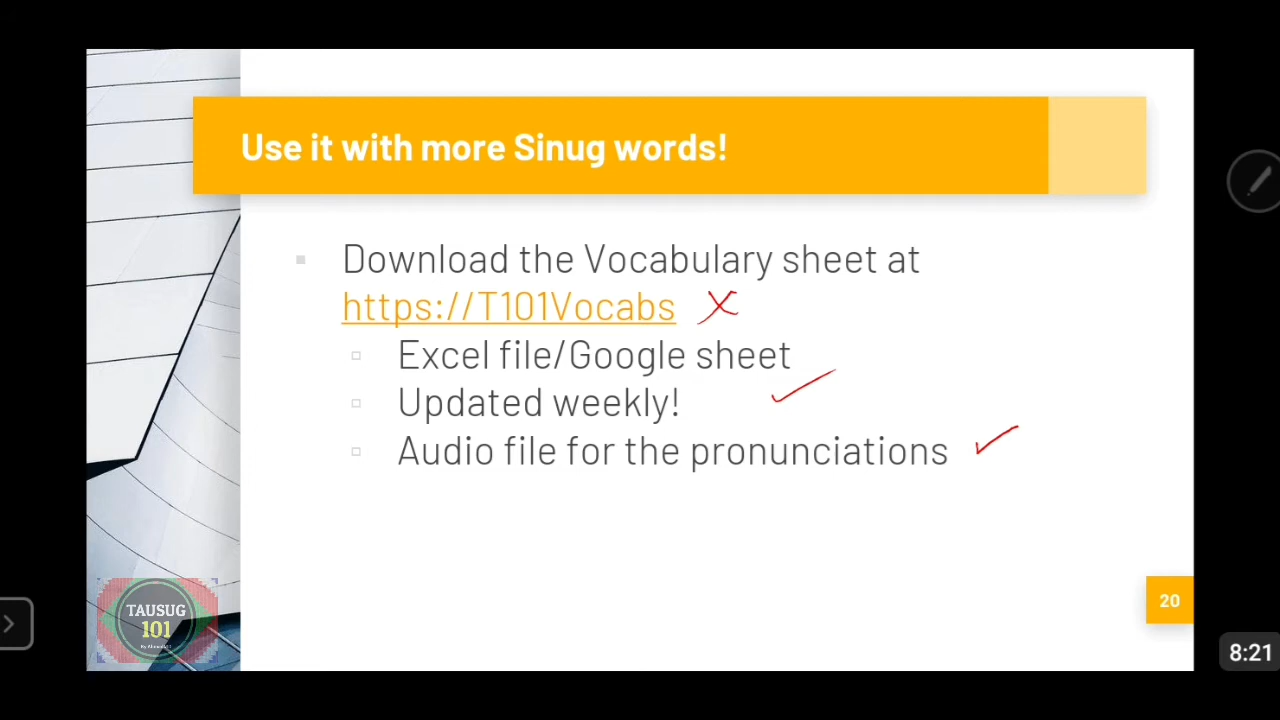 Use it with more Sinug words!
Download the Vocabulary sheet at
https://T101Vocabs
Excel file/Google sheet
Updated weekly!
Audio file for the pronunciations
TAUSUG
101
20
8:21